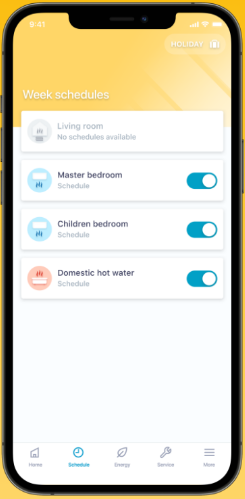 9:41
HOLIDAY
Week schedules
Living room
No schedules available
Master bedroom
Schedule
Children bedroom
Schedule
Domestic hot water
Schedule
Home
Schedule
Energy
Service
More